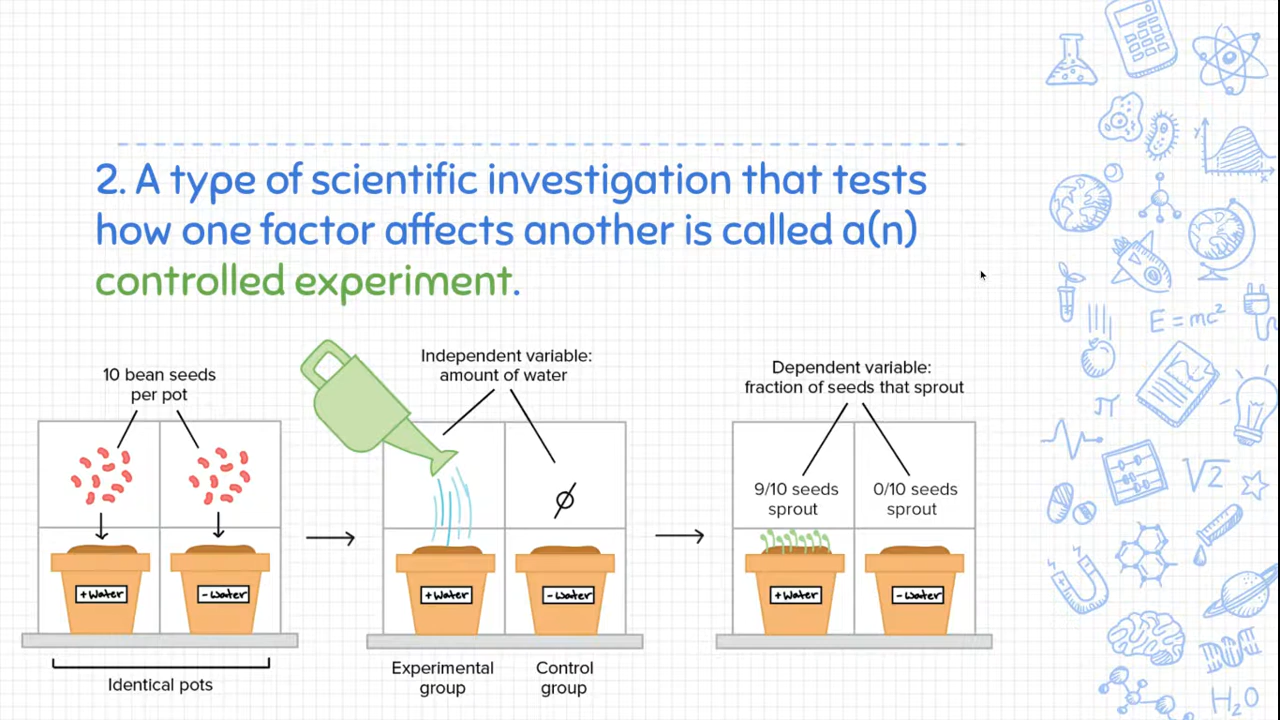 2. A type of scientific investigation that tests
how one factor affects another is called a(n)
controlled experiment.
10 bean seeds
per pot
+Water
-Water
Identical pots
Independent variable:
amount of water
+Water
-Water
Experimental
group
Control
group
Dependent variable:
fraction of seeds that sprout
9/10 seeds
sprout
0/10 seeds
sprout
+Water
-Water
y
x
E = mc²
π
√2
H₂O